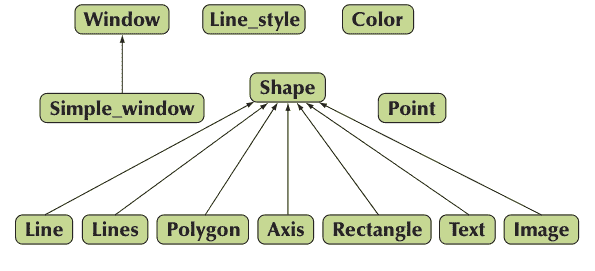 Window Line_style Color
Shape
Simple_window Point
Line Lines Polygon Axis Rectangle Text Image